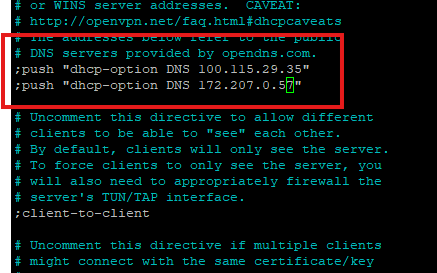 # or WINS server addresses.  CAVEAT:
# http://openvpn.net/faq.html#dhcpcaveats
# The addresses below refer to the public
# DNS servers provided by opendns.com.
;push "dhcp-option DNS 100.115.29.35"
;push "dhcp-option DNS 172.207.0.57"
# Uncomment this directive to allow different
# clients to be able to "see" each other.
# By default, clients will only see the server.
# To force clients to only see the server, you
# will also need to appropriately firewall the
# server's TUN/TAP interface.
;client-to-client
# Uncomment this directive if multiple clients
# might connect with the same certificate/key